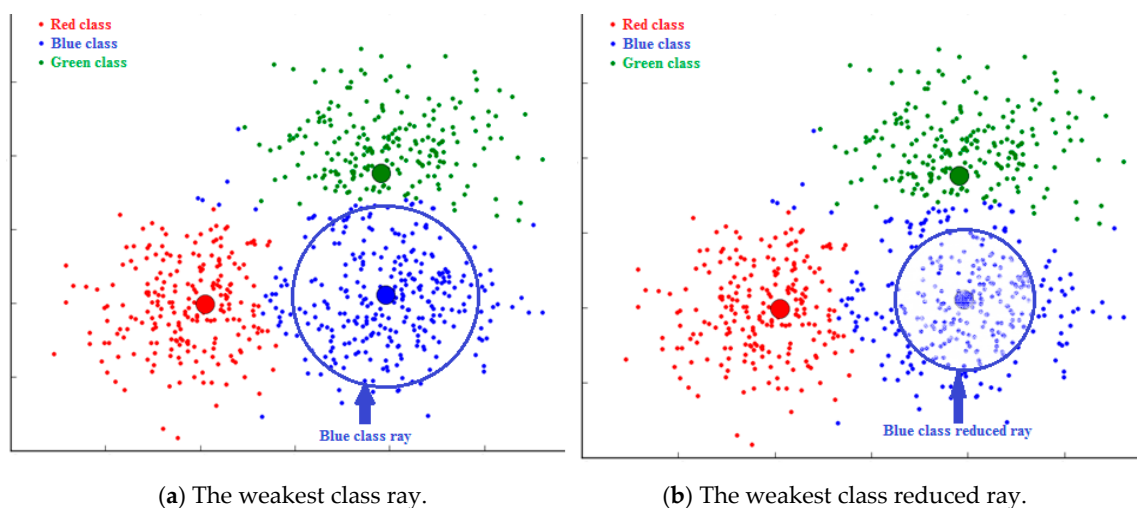 Red class
Blue class
Green class
Blue class ray
(a) The weakest class ray.
Red class
Blue class
Green class
Blue class reduced ray
(b) The weakest class reduced ray.